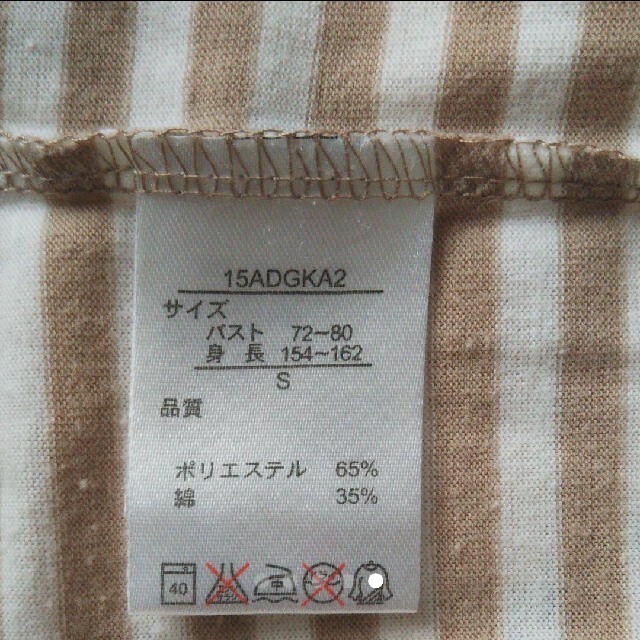 15ADGKA2
サイズ
バスト 72~80
身 長 154~162
S
品質
ポリエステル 65%
綿 35%
40